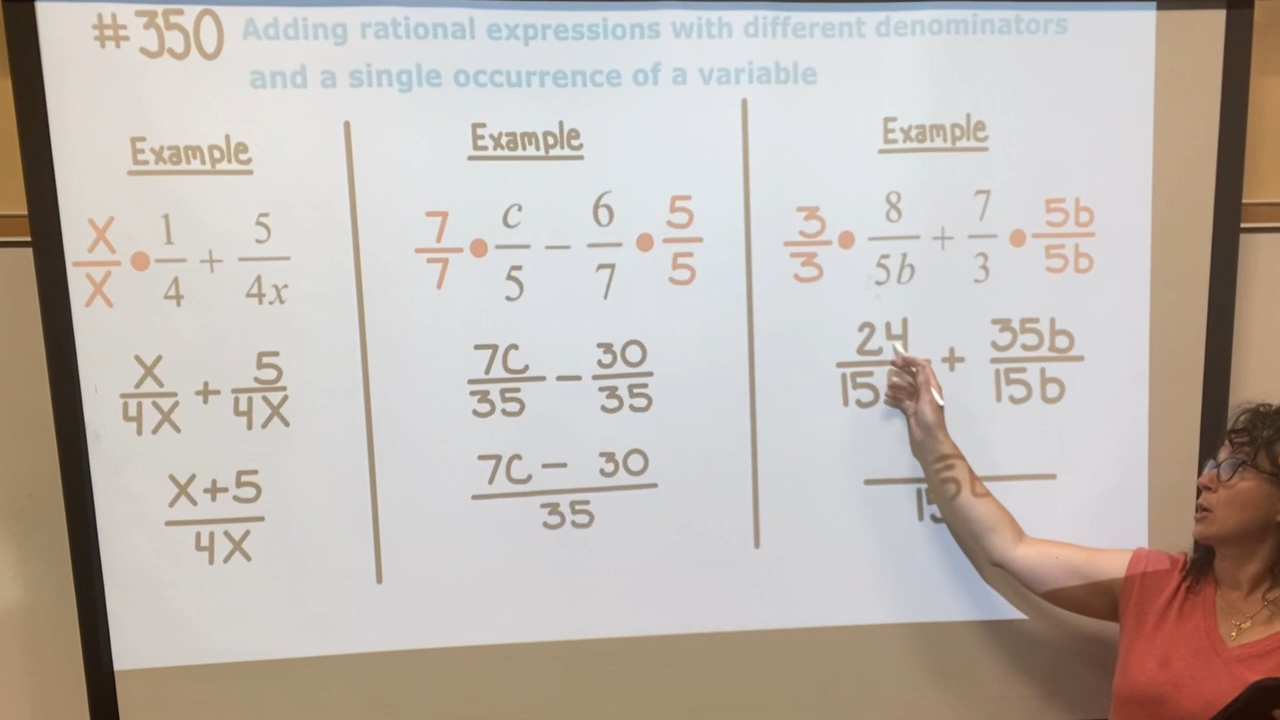 #350 Adding rational expressions with different denominators
and a single occurrence of a variable
Example
X/X • 1/4 + 5/4x
X/4X + 5/4X
X+5/4X
Example
7/7 • c/5 − 6/7 • 5/5
7C/35 − 30/35
7C − 30/35
Example
3/3 • 8/5b + 7/3 • 5b/5b
24/15 + 35b/15b
15